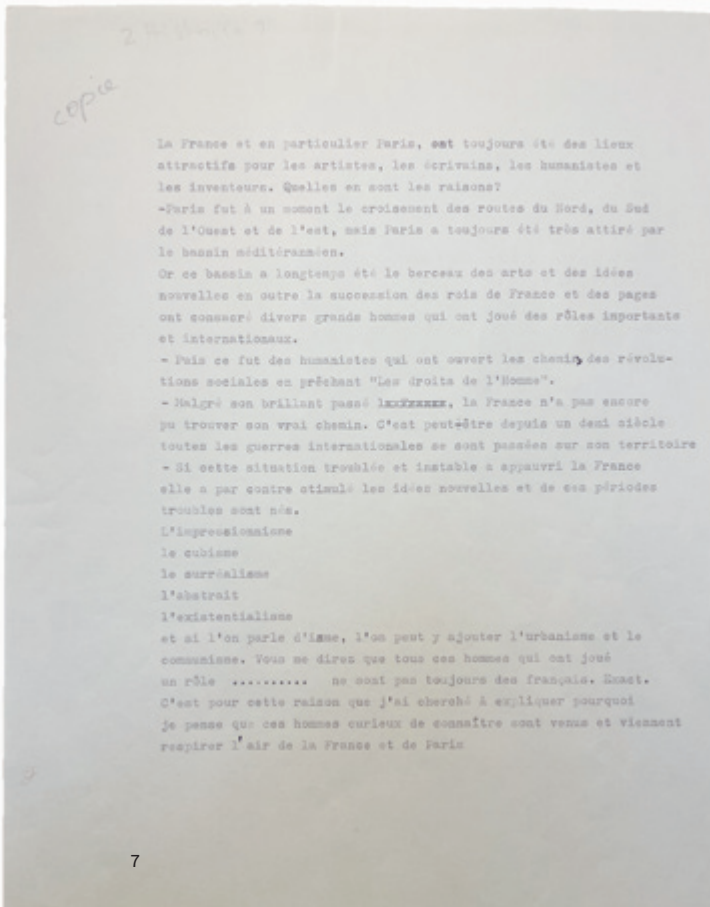 copie
La France et en particulier Paris, ont toujours été des lieux
attractifs pour les artistes, les écrivains, les humanistes et
les inventeurs. Quelles en sont les raisons?
-Paris fut à un moment le croisement des routes du Nord, du Sud
de l'Ouest et de l'est, mais Paris a toujours été très attiré par
le bassin méditérannéen.
Or ce bassin a longtemps été le berceau des arts et des idées
nouvelles en outre la succession des rois de France et des pages
ont consacré divers grands hommes qui ont joué des rôles importants
et internationaux.
- Puis ce fut des humanistes qui ont ouvert les chemins des révolu-
tions sociales en prêchant "Les droits de l'Homme".
- Malgré son brillant passé, la France n'a pas encore
pu trouver son vrai chemin. C'est peut-être depuis un demi siècle
toutes les guerres internationales se sont passées sur son territoire
- Si cette situation troublée et instable a appauvri la France
elle a par contre stimulé les idées nouvelles et de ces périodes
troubles sont nés.
L'impressionnisme
le cubisme
le surréalisme
l'abstrait
l'existentialisme
et si l'on parle d'isme, l'on peut y ajouter l'urbanisme et le
communisme. Vous me direz que tous ces hommes qui ont joué
un rôle .......... ne sont pas toujours des français. Exact.
C'est pour cette raison que j'ai cherché à expliquer pourquoi
je pense que ces hommes curieux de connaître sont venus et viennent
respirer l'air de la France et de Paris
7